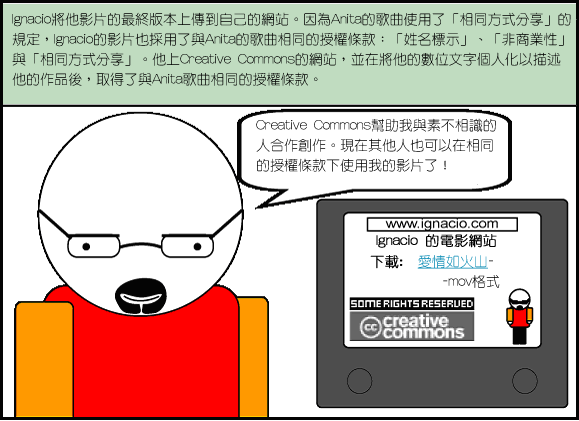 Ignacio將他影片的最終版本上傳到自己的網站。因為Anita的歌曲使用了「相同方式分享」的
規定，Ignacio的影片也採用了與Anita的歌曲相同的授權條款：「姓名標示」、「非商業性」
與「相同方式分享」。他上Creative Commons的網站，並在將他的數位文字個人化以描述
他的作品後，取得了與Anita歌曲相同的授權條款。
Creative Commons幫助我與素不相識的
人合作創作。現在其他人也可以在相同
的授權條款下使用我的影片了！
www.ignacio.com
Ignacio 的電影網站
下載: 愛情如火山-
-mov格式
SOME RIGHTS RESERVED
cc creative
commons